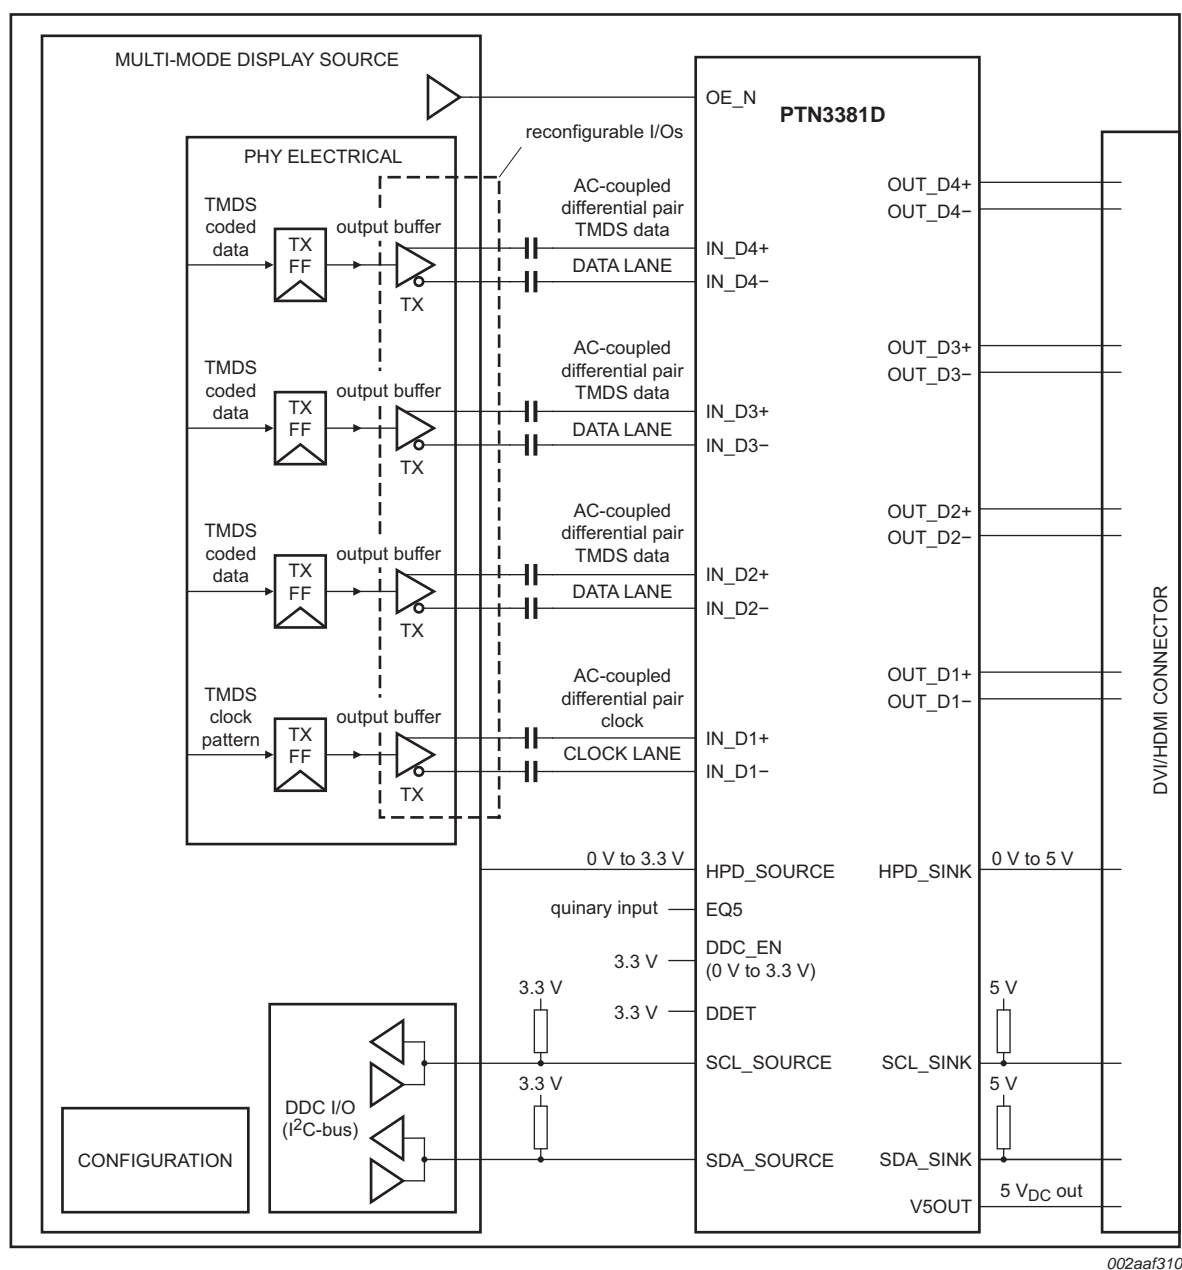 MULTI-MODE DISPLAY SOURCE
OE_N
PTN3381D
reconfigurable I/Os
PHY ELECTRICAL
TMDS
coded
data
TX
FF
output buffer
TX
AC-coupled
differential pair
TMDS data
DATA LANE
IN_D4+
IN_D4−
OUT_D4+
OUT_D4−
TMDS
coded
data
TX
FF
output buffer
TX
AC-coupled
differential pair
TMDS data
DATA LANE
IN_D3+
IN_D3−
OUT_D3+
OUT_D3−
TMDS
coded
data
TX
FF
output buffer
TX
AC-coupled
differential pair
TMDS data
DATA LANE
IN_D2+
IN_D2−
OUT_D2+
OUT_D2−
TMDS
clock
pattern
TX
FF
output buffer
TX
AC-coupled
differential pair
clock
CLOCK LANE
IN_D1+
IN_D1−
OUT_D1+
OUT_D1−
DVI/HDMI CONNECTOR
0 V to 3.3 V
HPD_SOURCE
HPD_SINK
0 V to 5 V
quinary input
EQ5
3.3 V
DDC_EN
(0 V to 3.3 V)
3.3 V
DDET
3.3 V
SCL_SOURCE
SCL_SINK
5 V
3.3 V
SDA_SOURCE
SDA_SINK
5 V
DDC I/O
(I2C-bus)
CONFIGURATION
V5OUT
5 VDC out
002aaf310